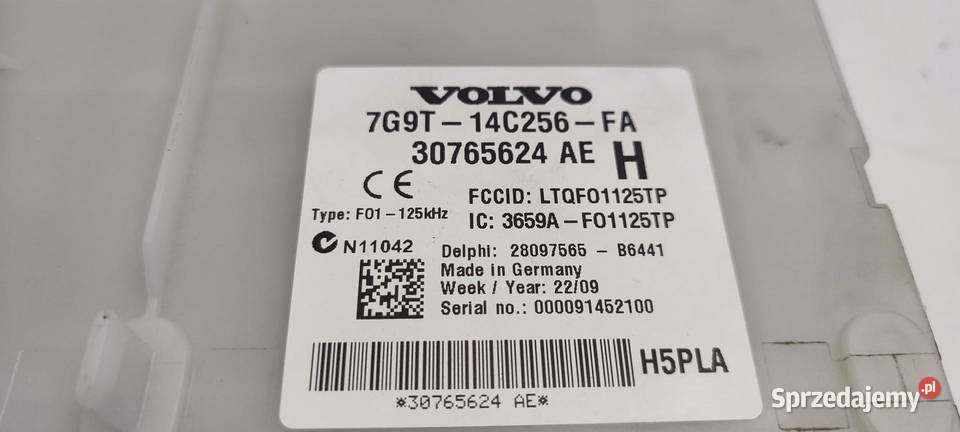 VOLVO
7G9T-14C256-FA
30765624 AE H
CE FCCID: LTQFO1125TP
Type: FO1-125kHz IC: 3659A-FO1125TP
N11042 Delphi: 28097565 - B6441
Made in Germany
Week / Year: 22/09
Serial no.: 000091452100
H5PLA
*30765624 AE*
Sprzedajemy.pl